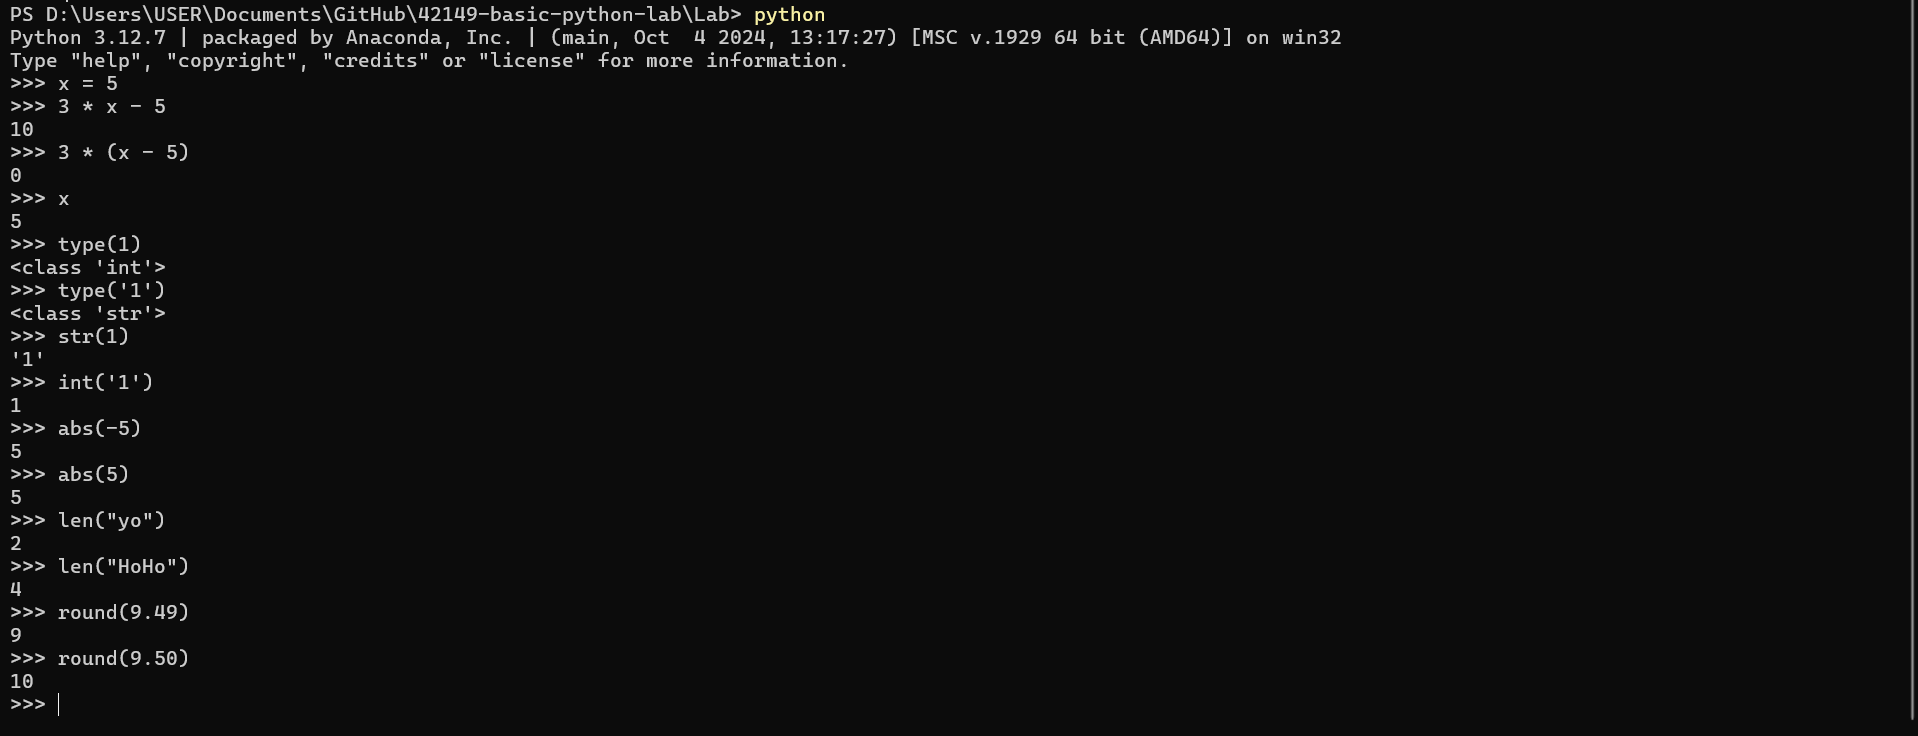 PS D:\Users\USER\Documents\GitHub\42149-basic-python-lab\Lab> python
Python 3.12.7 | packaged by Anaconda, Inc. | (main, Oct  4 2024, 13:17:27) [MSC v.1929 64 bit (AMD64)] on win32
Type "help", "copyright", "credits" or "license" for more information.
>>> x = 5
>>> 3 * x - 5
10
>>> 3 * (x - 5)
0
>>> x
5
>>> type(1)
<class 'int'>
>>> type('1')
<class 'str'>
>>> str(1)
'1'
>>> int('1')
1
>>> abs(-5)
5
>>> abs(5)
5
>>> len("yo")
2
>>> len("HoHo")
4
>>> round(9.49)
9
>>> round(9.50)
10
>>>